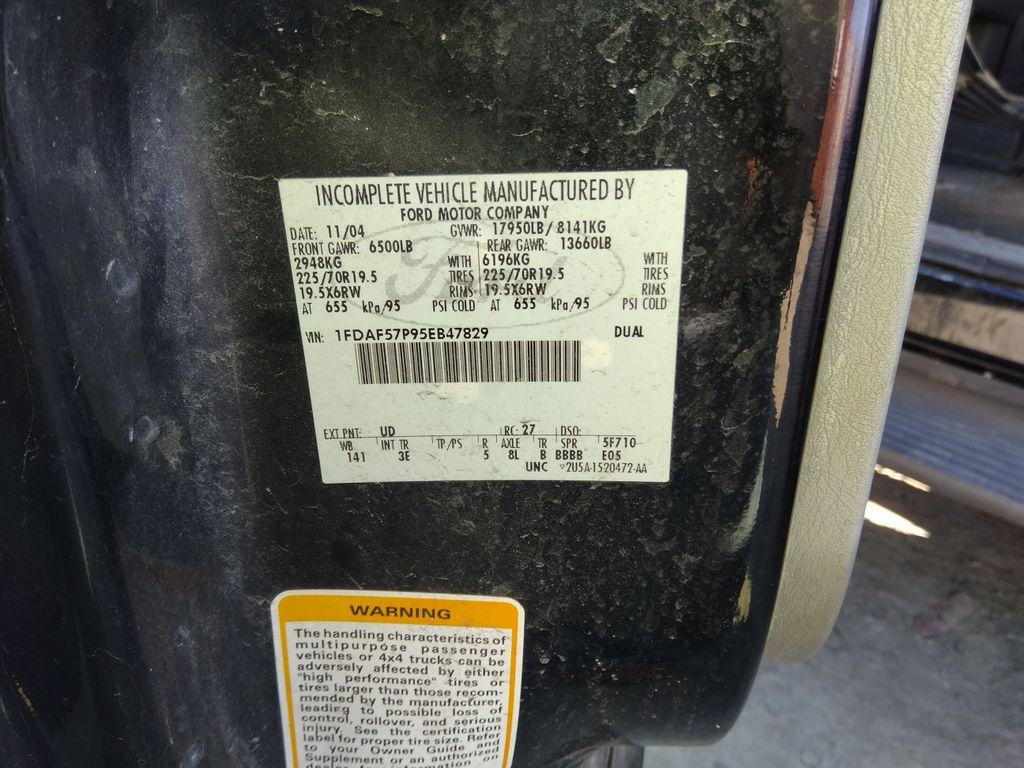 INCOMPLETE VEHICLE MANUFACTURED BY
FORD MOTOR COMPANY
DATE: 11/04 GVWR: 17950LB/ 8141KG
FRONT GAWR: 6500LB REAR GAWR: 13660LB
2948KG WITH 6196KG WITH
225/70R19.5 TIRES 225/70R19.5 TIRES
19.5X6RW RIMS 19.5X6RW RIMS
AT 655 kPa/95 PSI COLD AT 655 kPa/95 PSI COLD
Ford
VIN: 1FDAF57P95EB47829 DUAL
EXT PNT: UD RC: 27 DSO:
WB INT TR TP/PS R AXLE TR SPR 5F710
141 3E 5 8L B BBBB E05
UNC ▽2U5A-1520472-AA
WARNING
The handling characteristics of
multipurpose passenger
vehicles or 4x4 trucks can be
adversely affected by either
"high performance" tires or
tires larger than those recom-
mended by the manufacturer,
leading to possible loss of
control, rollover, and serious
injury. See the certification
label for proper tire size. Refer
to your Owner Guide and
Supplement or an authorized
dealer for information on